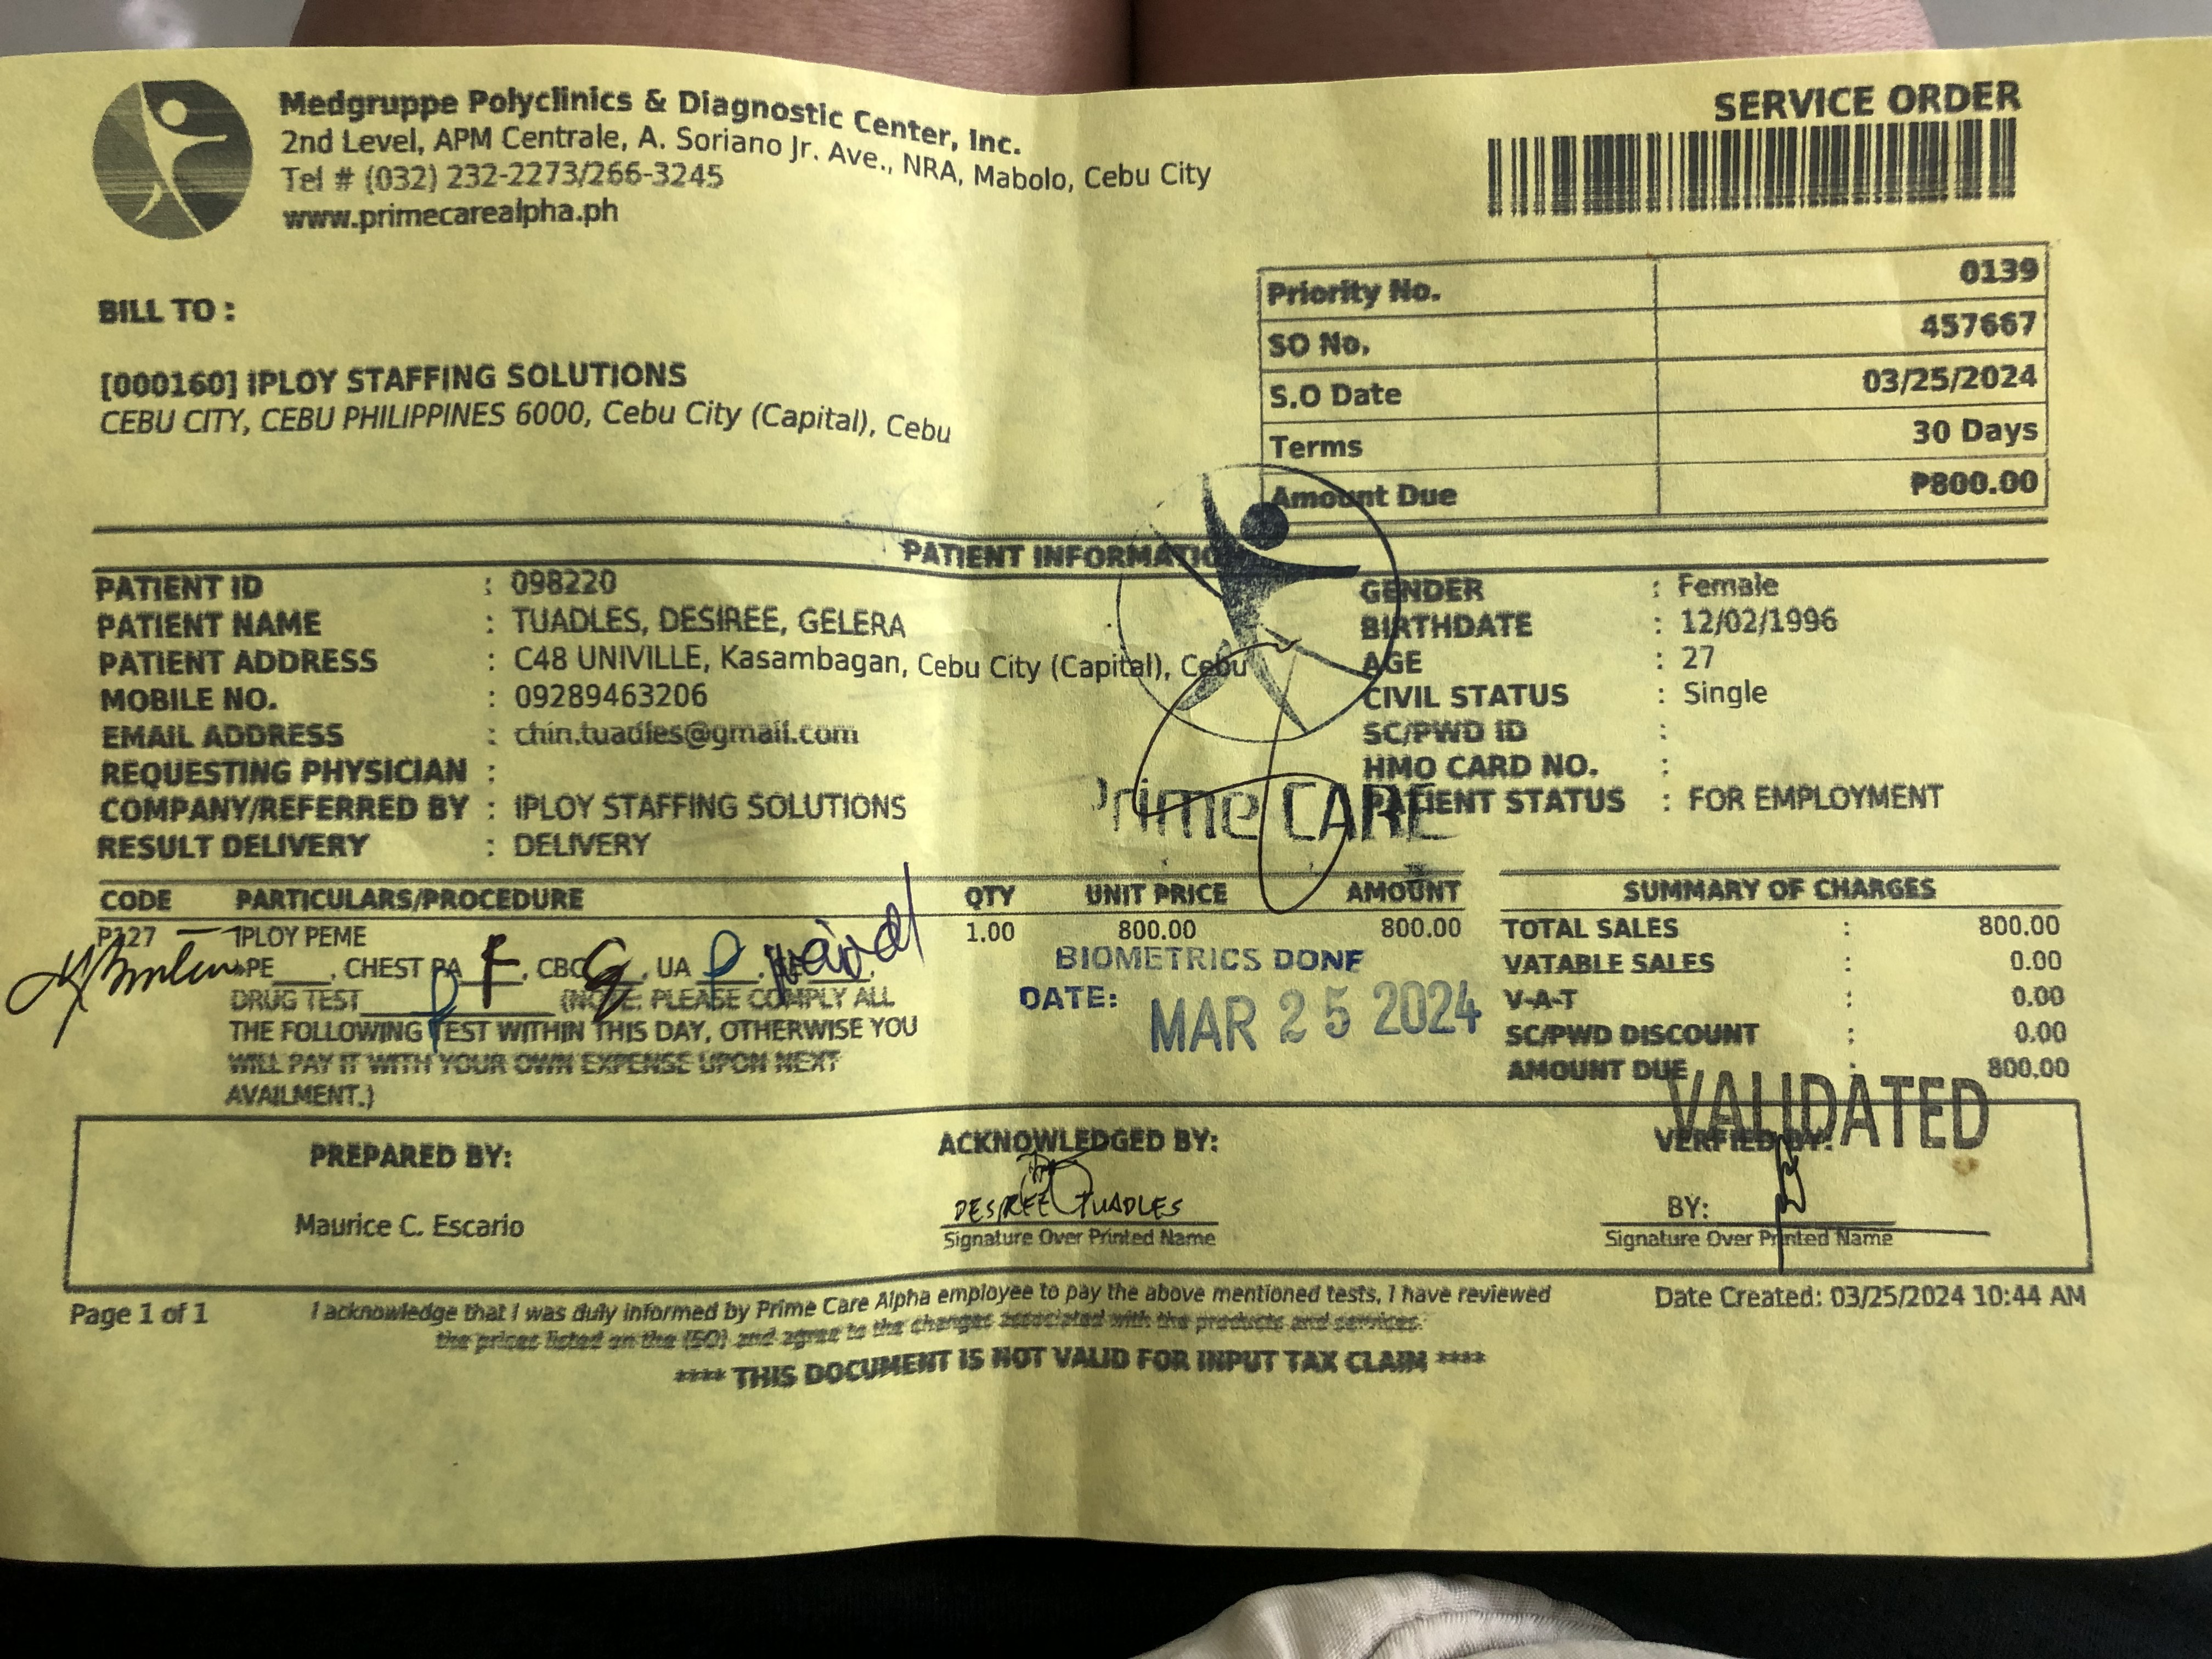 Medgruppe Polyclinics & Diagnostic Center, Inc.
2nd Level, APM Centrale, A. Soriano Jr. Ave., NRA, Mabolo, Cebu City
Tel # (032) 232-2273/266-3245
www.primecarealpha.ph
SERVICE ORDER
BILL TO :
[000160] IPLOY STAFFING SOLUTIONS
CEBU CITY, CEBU PHILIPPINES 6000, Cebu City (Capital), Cebu
Priority No. 0139
SO No. 457667
S.O Date 03/25/2024
Terms 30 Days
Amount Due ₱800.00
PATIENT INFORMATIO
PATIENT ID : 098220
PATIENT NAME : TUADLES, DESIREE, GELERA
PATIENT ADDRESS : C48 UNIVILLE, Kasambagan, Cebu City (Capital), Cebu
MOBILE NO. : 09289463206
EMAIL ADDRESS : chin.tuadles@gmail.com
REQUESTING PHYSICIAN :
COMPANY/REFERRED BY : IPLOY STAFFING SOLUTIONS
RESULT DELIVERY : DELIVERY
GENDER : Female
BIRTHDATE : 12/02/1996
AGE : 27
CIVIL STATUS : Single
SC/PWD ID :
HMO CARD NO. :
PATIENT STATUS : FOR EMPLOYMENT
Prime CARE
CODE PARTICULARS/PROCEDURE QTY UNIT PRICE AMOUNT
P127 IPLOY PEME 1.00 800.00 800.00
PE___, CHEST PA ___, CBC ___, UA ___, waived
DRUG TEST ___ (NOTE: PLEASE COMPLY ALL
THE FOLLOWING TEST WITHIN THIS DAY, OTHERWISE YOU
WILL PAY IT WITH YOUR OWN EXPENSE UPON NEXT
AVAILMENT.)
BIOMETRICS DONE
DATE: MAR 25 2024
SUMMARY OF CHARGES
TOTAL SALES : 800.00
VATABLE SALES : 0.00
V-A-T : 0.00
SC/PWD DISCOUNT : 0.00
AMOUNT DUE : 800.00
VALIDATED
PREPARED BY:
Maurice C. Escario
ACKNOWLEDGED BY:
DESIREE TUADLES
Signature Over Printed Name
VERFIED BY:
BY:
Signature Over Printed Name
Page 1 of 1
I acknowledge that I was duly informed by Prime Care Alpha employee to pay the above mentioned tests, I have reviewed
the prices listed on the (SO) and agree to the changes associated with the products and services.
Date Created: 03/25/2024 10:44 AM
**** THIS DOCUMENT IS NOT VALID FOR INPUT TAX CLAIM ****